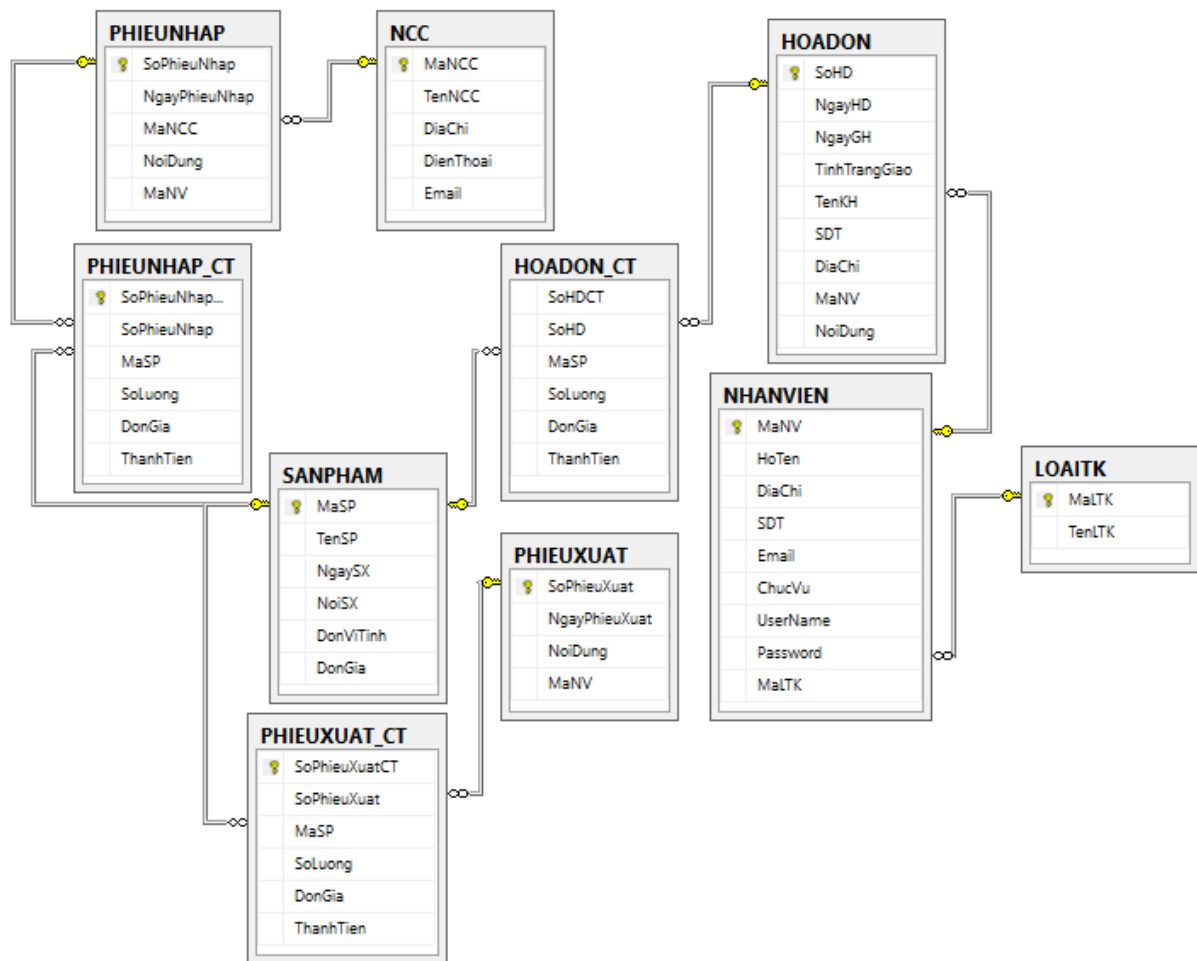 PHIEUNHAP
SoPhieuNhap
NgayPhieuNhap
MaNCC
NoiDung
MaNV
NCC
MaNCC
TenNCC
DiaChi
DienThoai
Email
HOADON
SoHD
NgayHD
NgayGH
TinhTrangGiao
TenKH
SDT
DiaChi
MaNV
NoiDung
PHIEUNHAP_CT
SoPhieuNhap...
SoPhieuNhap
MaSP
SoLuong
DonGia
ThanhTien
HOADON_CT
SoHDCT
SoHD
MaSP
SoLuong
DonGia
ThanhTien
NHANVIEN
MaNV
HoTen
DiaChi
SDT
Email
ChucVu
UserName
Password
MaLTK
LOAITK
MaLTK
TenLTK
SANPHAM
MaSP
TenSP
NgaySX
NoiSX
DonViTinh
DonGia
PHIEUXUAT
SoPhieuXuat
NgayPhieuXuat
NoiDung
MaNV
PHIEUXUAT_CT
SoPhieuXuatCT
SoPhieuXuat
MaSP
SoLuong
DonGia
ThanhTien